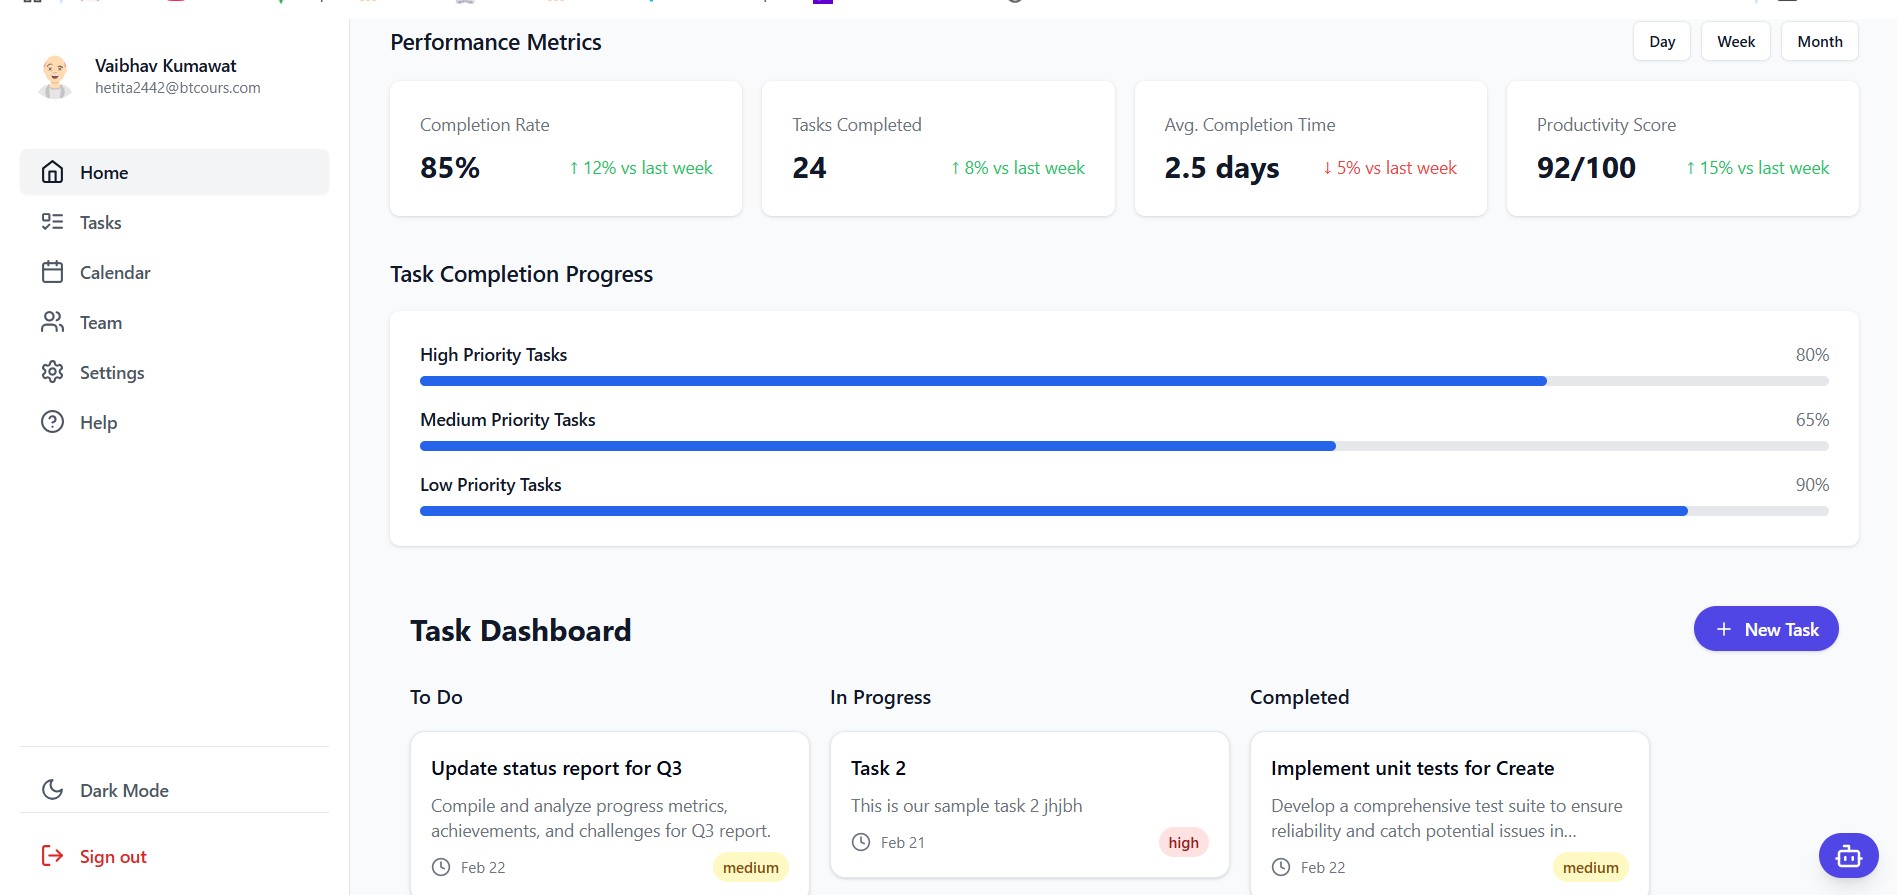 Vaibhav Kumawat
hetita2442@btcours.com
Home
Tasks
Calendar
Team
Settings
Help
Dark Mode
Sign out
Performance Metrics
Day
Week
Month
Completion Rate
85%
↑ 12% vs last week
Tasks Completed
24
↑ 8% vs last week
Avg. Completion Time
2.5 days
↓ 5% vs last week
Productivity Score
92/100
↑ 15% vs last week
Task Completion Progress
High Priority Tasks
80%
Medium Priority Tasks
65%
Low Priority Tasks
90%
Task Dashboard
+ New Task
To Do
Update status report for Q3
Compile and analyze progress metrics,
achievements, and challenges for Q3 report.
Feb 22
medium
In Progress
Task 2
This is our sample task 2 jhjbh
Feb 21
high
Completed
Implement unit tests for Create
Develop a comprehensive test suite to ensure
reliability and catch potential issues in...
Feb 22
medium